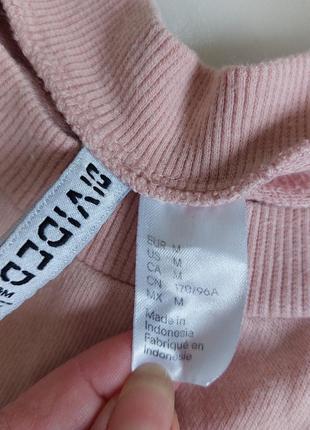 DIVIDED
EUR M
US M
CA M
CN 170/96A
MX M
Made in
Indonesia
Fabriqué en
Indonésie